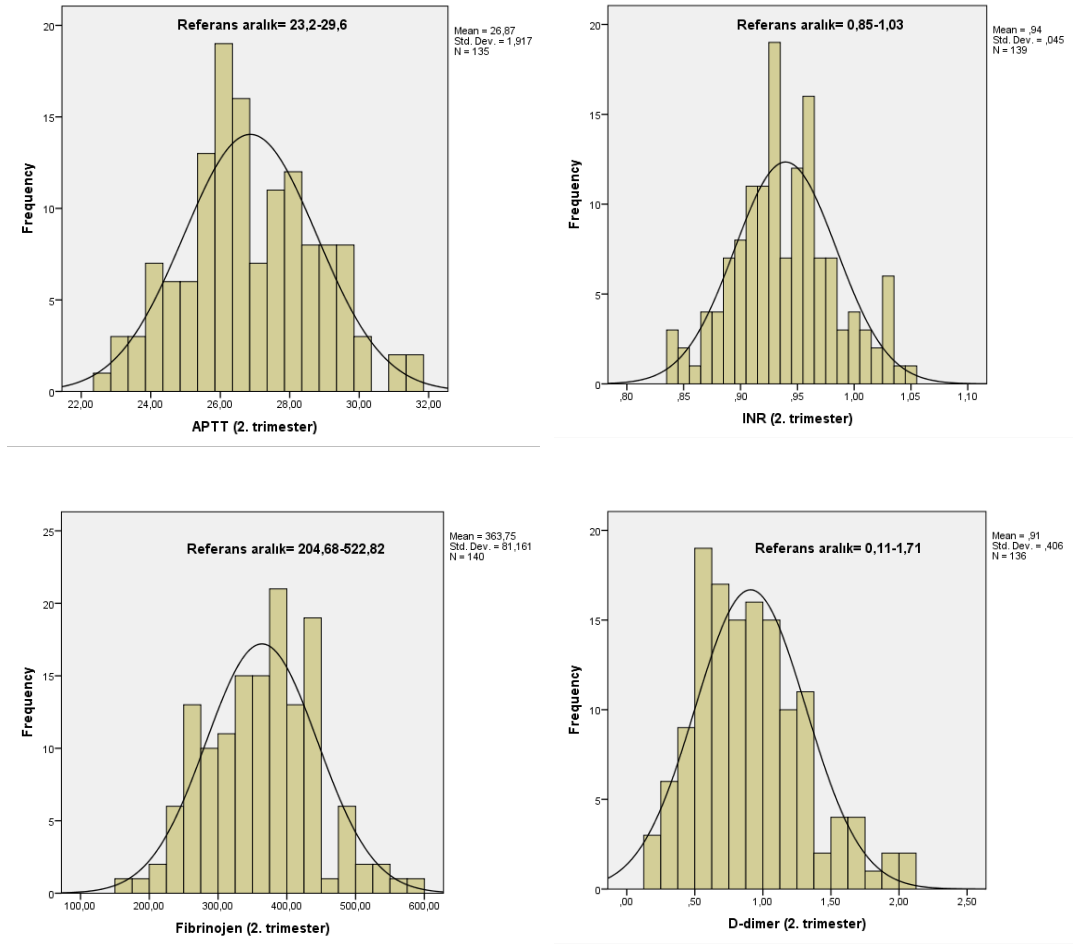 Referans aralık= 23,2-29,6
Mean = 26,87
Std. Dev. = 1,917
N = 135
Frequency
20
15
10
5
0
22,00 24,00 26,00 28,00 30,00 32,00
APTT (2. trimester)
Referans aralık= 0,85-1,03
Mean = ,94
Std. Dev. = ,045
N = 139
Frequency
20
15
10
5
0
,80 ,85 ,90 ,95 1,00 1,05 1,10
INR (2. trimester)
Referans aralık= 204,68-522,82
Mean = 363,75
Std. Dev. = 81,161
N = 140
Frequency
25
20
15
10
5
0
100,00 200,00 300,00 400,00 500,00 600,00
Fibrinojen (2. trimester)
Referans aralık= 0,11-1,71
Mean = ,91
Std. Dev. = ,406
N = 136
Frequency
20
15
10
5
0
,00 ,50 1,00 1,50 2,00 2,50
D-dimer (2. trimester)